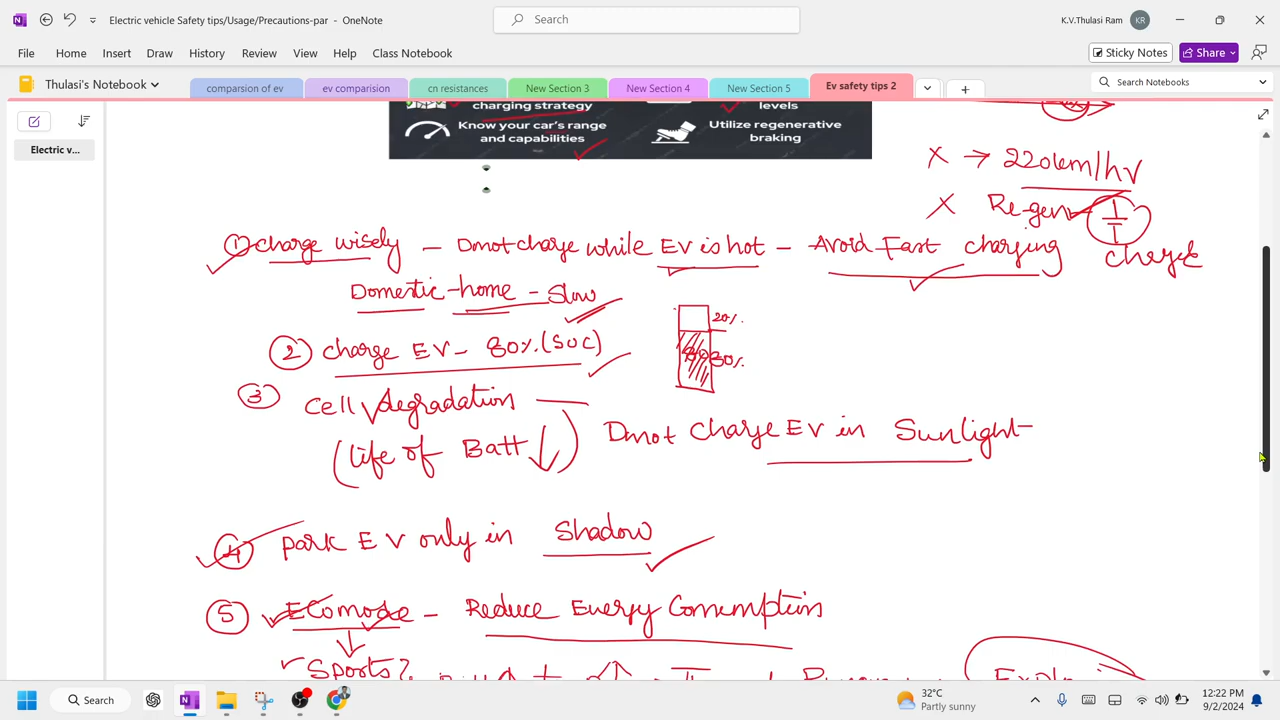 Electric vehicle Safety tips/Usage/Precautions-par - OneNote
Search
K.V.Thulasi Ram
KR
File Home Insert Draw History Review View Help Class Notebook
Sticky Notes
Share
Thulasi's Notebook
comparsion of ev
ev comparision
cn resistances
New Section 3
New Section 4
New Section 5
Ev safety tips 2
Search Notebooks
Electric v...
charging strategy
levels
Know your car's range
and capabilities
Utilize regenerative
braking
X → 220km/hr
X Re-gen
charge
① Charge wisely – Dnot charge while EV is hot – Avoid Fast charging
Domestic-home – Slow
20%
② charge EV – 80% (SOC)
80%
③ cell degradation
(life of Batt ↓)
Dnot Charge EV in Sunlight
④ park EV only in Shadow
⑤ Ecomode – Reduce Energy Consumption
Sports
Search
32°C
Partly sunny
12:22 PM
9/2/2024